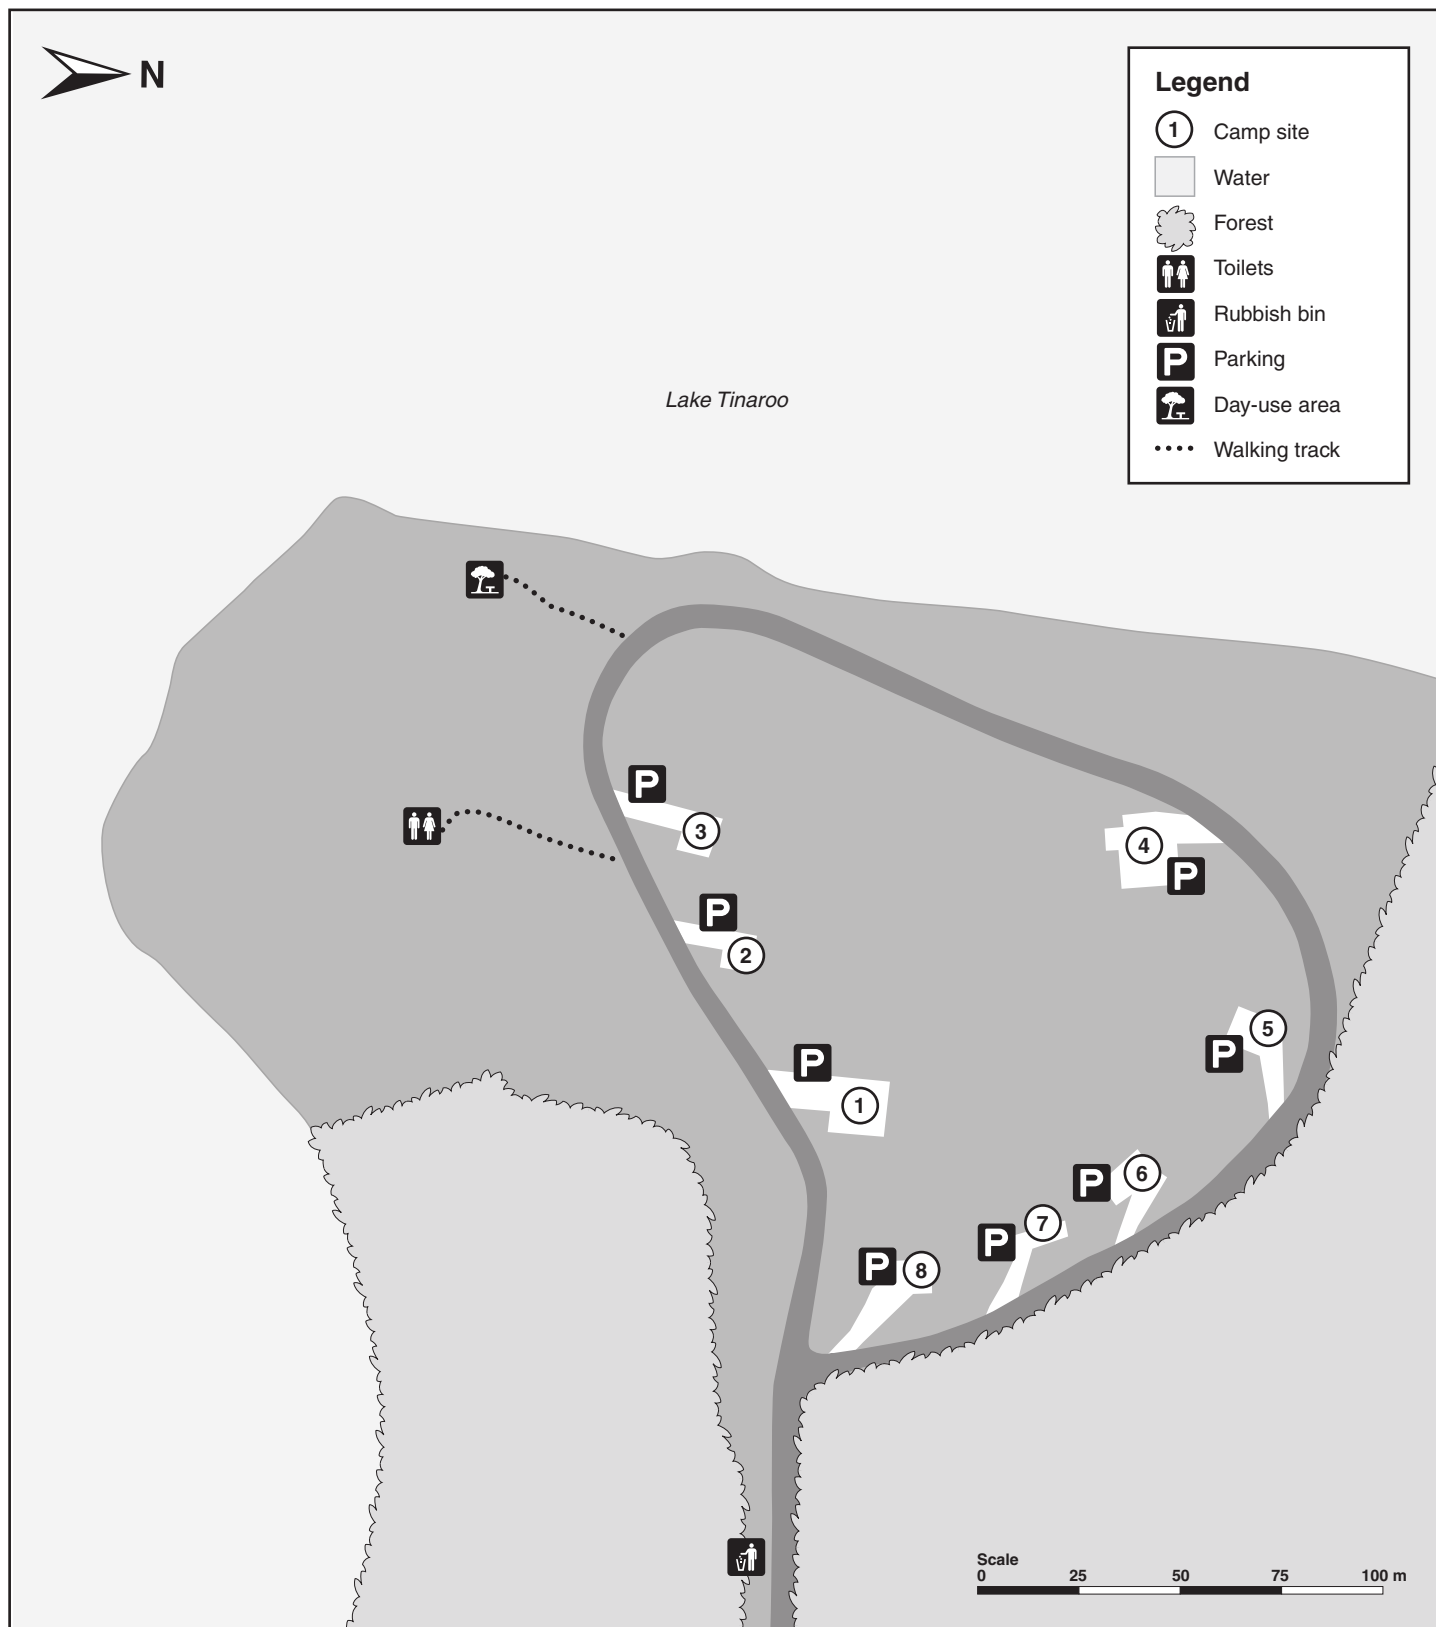 N
Legend
1 Camp site
Water
Forest
Toilets
Rubbish bin
P Parking
Day-use area
Walking track
Lake Tinaroo
P
3
4
P
P
2
5
P
P
1
6
P
7
P
P
8
Scale
0 25 50 75 100 m